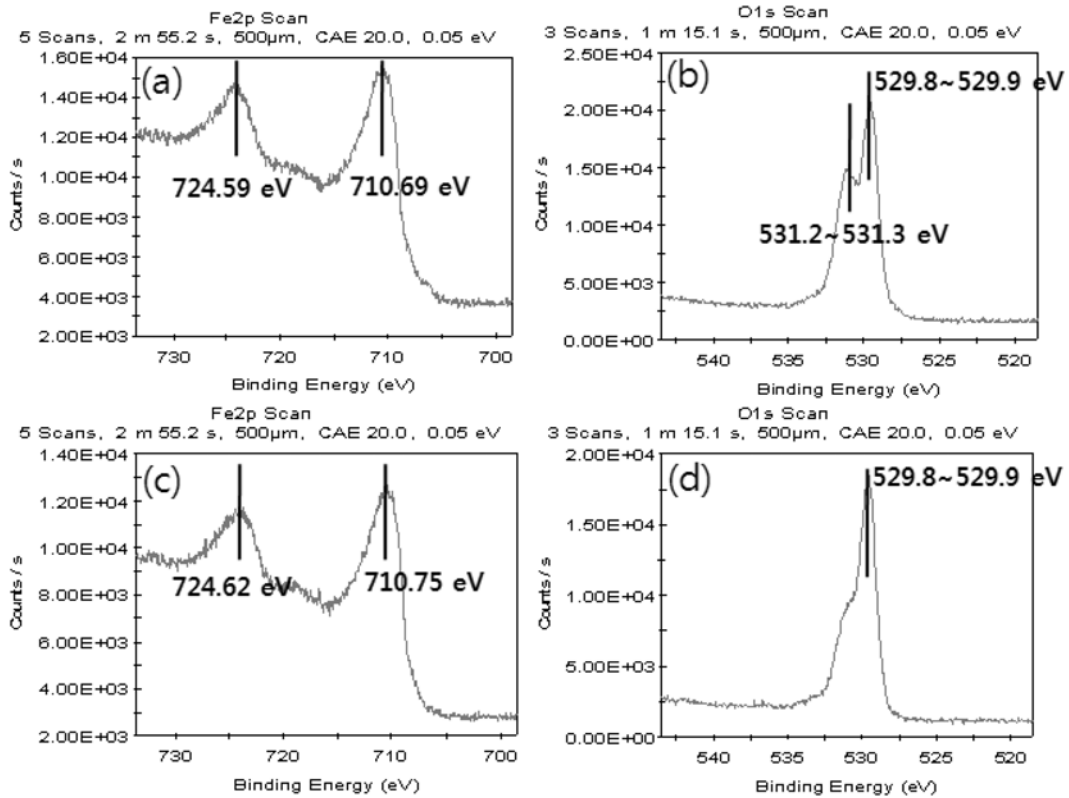 Fe2p Scan
5 Scans, 2 m 55.2 s, 500µm, CAE 20.0, 0.05 eV
(a)
1.60E+04
1.40E+04
1.20E+04
1.00E+04
8.00E+03
6.00E+03
4.00E+03
2.00E+03
Counts / s
724.59 eV
710.69 eV
730
720
710
700
Binding Energy (eV)
O1s Scan
3 Scans, 1 m 15.1 s, 500µm, CAE 20.0, 0.05 eV
(b)
2.50E+04
2.00E+04
1.50E+04
1.00E+04
5.00E+03
0.00E+00
Counts / s
529.8~529.9 eV
531.2~531.3 eV
540
535
530
525
520
Binding Energy (eV)
Fe2p Scan
5 Scans, 2 m 55.2 s, 500µm, CAE 20.0, 0.05 eV
(c)
1.40E+04
1.20E+04
1.00E+04
8.00E+03
6.00E+03
4.00E+03
2.00E+03
Counts / s
724.62 eV
710.75 eV
730
720
710
700
Binding Energy (eV)
O1s Scan
3 Scans, 1 m 15.1 s, 500µm, CAE 20.0, 0.05 eV
(d)
2.00E+04
1.50E+04
1.00E+04
5.00E+03
0.00E+00
Counts / s
529.8~529.9 eV
540
535
530
525
520
Binding Energy (eV)